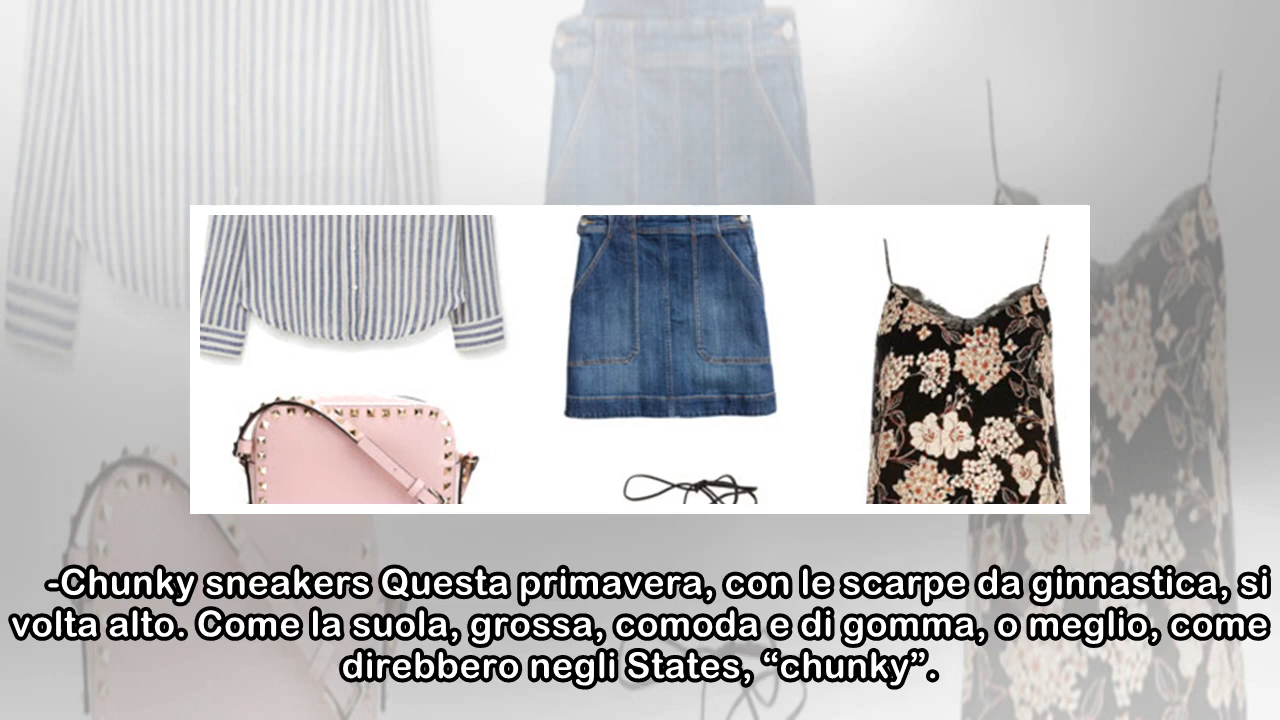 -Chunky sneakers Questa primavera, con le scarpe da ginnastica, si
volta alto. Come la suola, grossa, comoda e di gomma, o meglio, come
direbbero negli States, “chunky”.